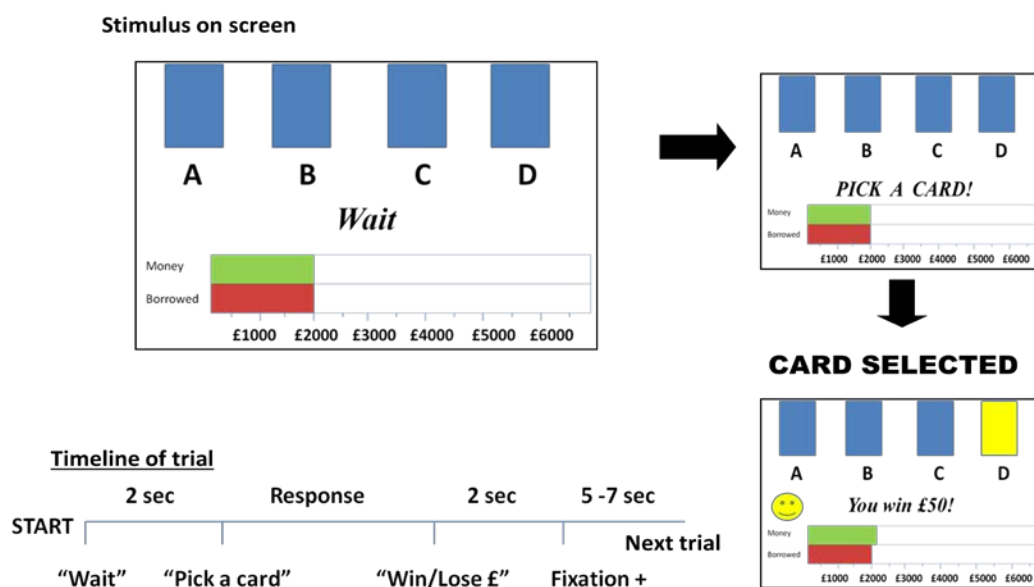 Stimulus on screen
A B C D
Wait
Money
Borrowed
£1000 £2000 £3000 £4000 £5000 £6000
A B C D
PICK A CARD!
Money
Borrowed
£1000 £2000 £3000 £4000 £5000 £6000
CARD SELECTED
A B C D
You win £50!
Money
Borrowed
£1000 £2000 £3000 £4000 £5000 £6000
Timeline of trial
2 sec Response 2 sec 5 -7 sec
START
Next trial
“Wait” “Pick a card” “Win/Lose £” Fixation +